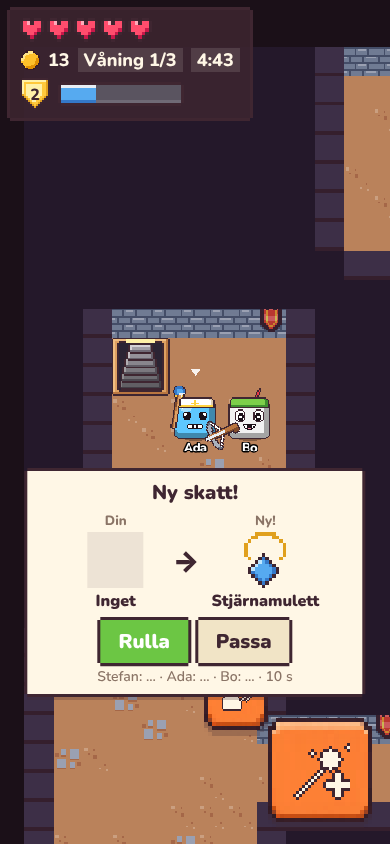 13 Våning 1/3 4:43
2
Ada Bo
Ny skatt!
Din Ny!
Inget Stjärnamulett
Rulla Passa
Stefan: ... · Ada: ... · Bo: ... · 10 s